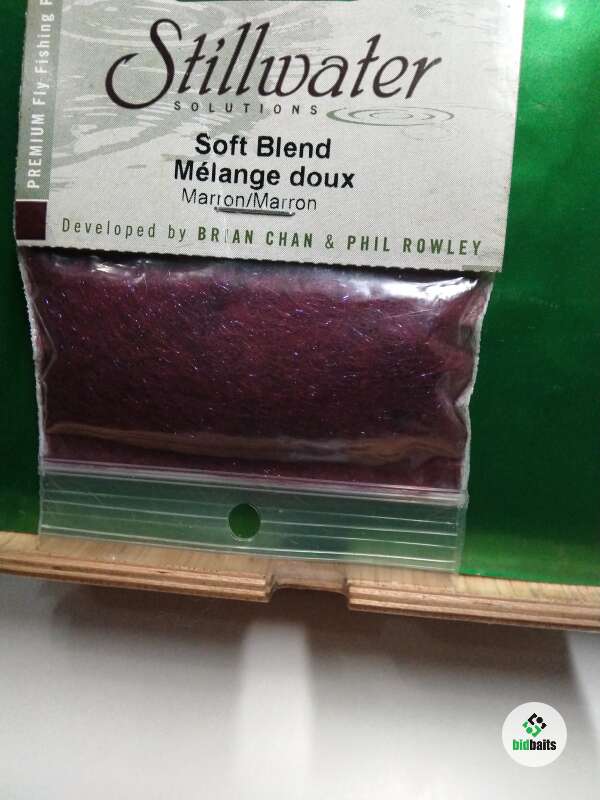 Stillwater
SOLUTIONS
Soft Blend
Mélange doux
Marron/Marron
Developed by BRIAN CHAN & PHIL ROWLEY
PREMIUM Fly Fishing
bidbaits